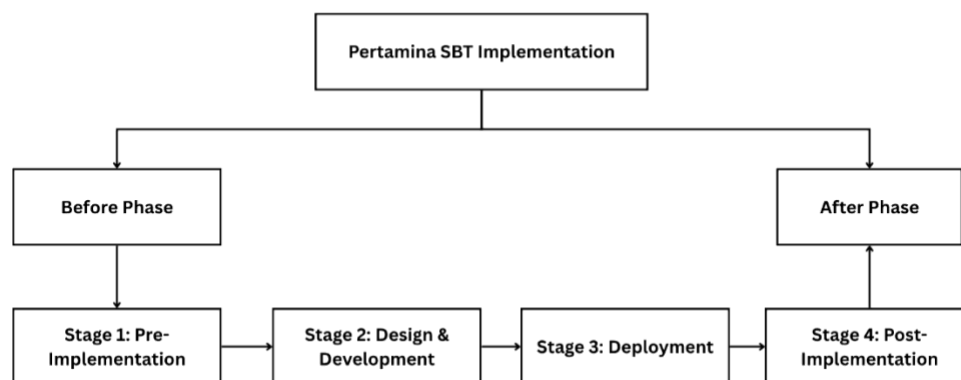 Pertamina SBT Implementation
Before Phase
After Phase
Stage 1: Pre-
Implementation
Stage 2: Design &
Development
Stage 3: Deployment
Stage 4: Post-
Implementation